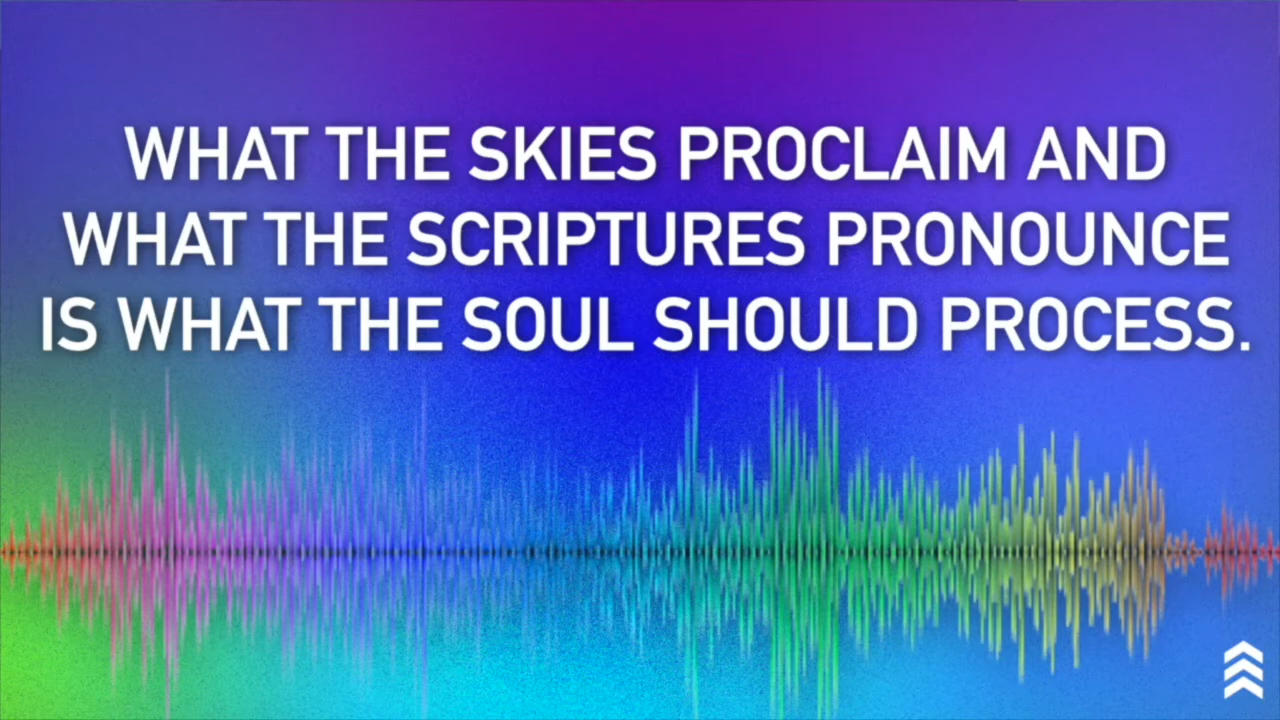 WHAT THE SKIES PROCLAIM AND
WHAT THE SCRIPTURES PRONOUNCE
IS WHAT THE SOUL SHOULD PROCESS.